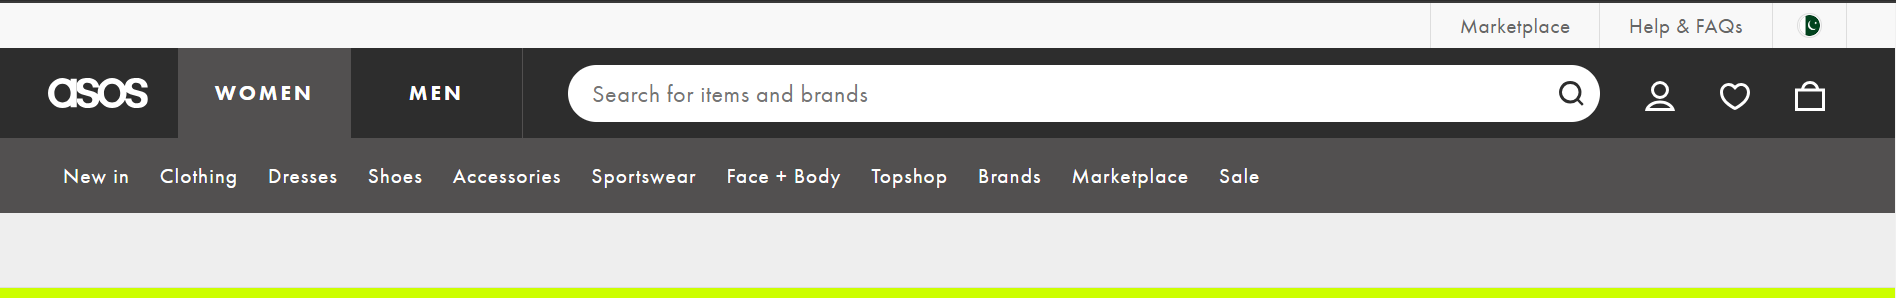 Marketplace Help & FAQs
asos WOMEN MEN Search for items and brands
New in Clothing Dresses Shoes Accessories Sportswear Face + Body Topshop Brands Marketplace Sale